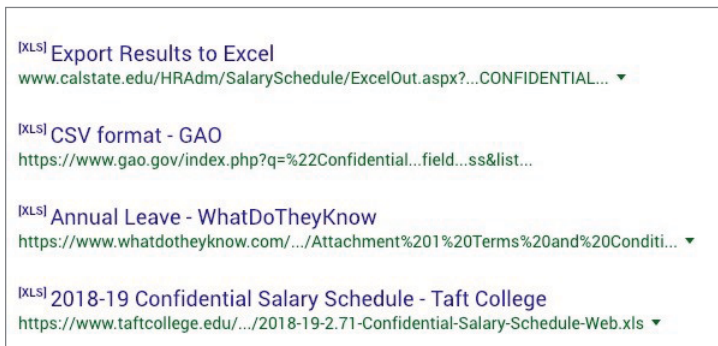 [XLS] Export Results to Excel
www.calstate.edu/HRAdm/SalarySchedule/ExcelOut.aspx?...CONFIDENTIAL... ▼
[XLS] CSV format - GAO
https://www.gao.gov/index.php?q=%22Confidential...field...ss&list...
[XLS] Annual Leave - WhatDoTheyKnow
https://www.whatdotheyknow.com/.../Attachment%201%20Terms%20and%20Conditi... ▼
[XLS] 2018-19 Confidential Salary Schedule - Taft College
https://www.taftcollege.edu/.../2018-19-2.71-Confidential-Salary-Schedule-Web.xls ▼